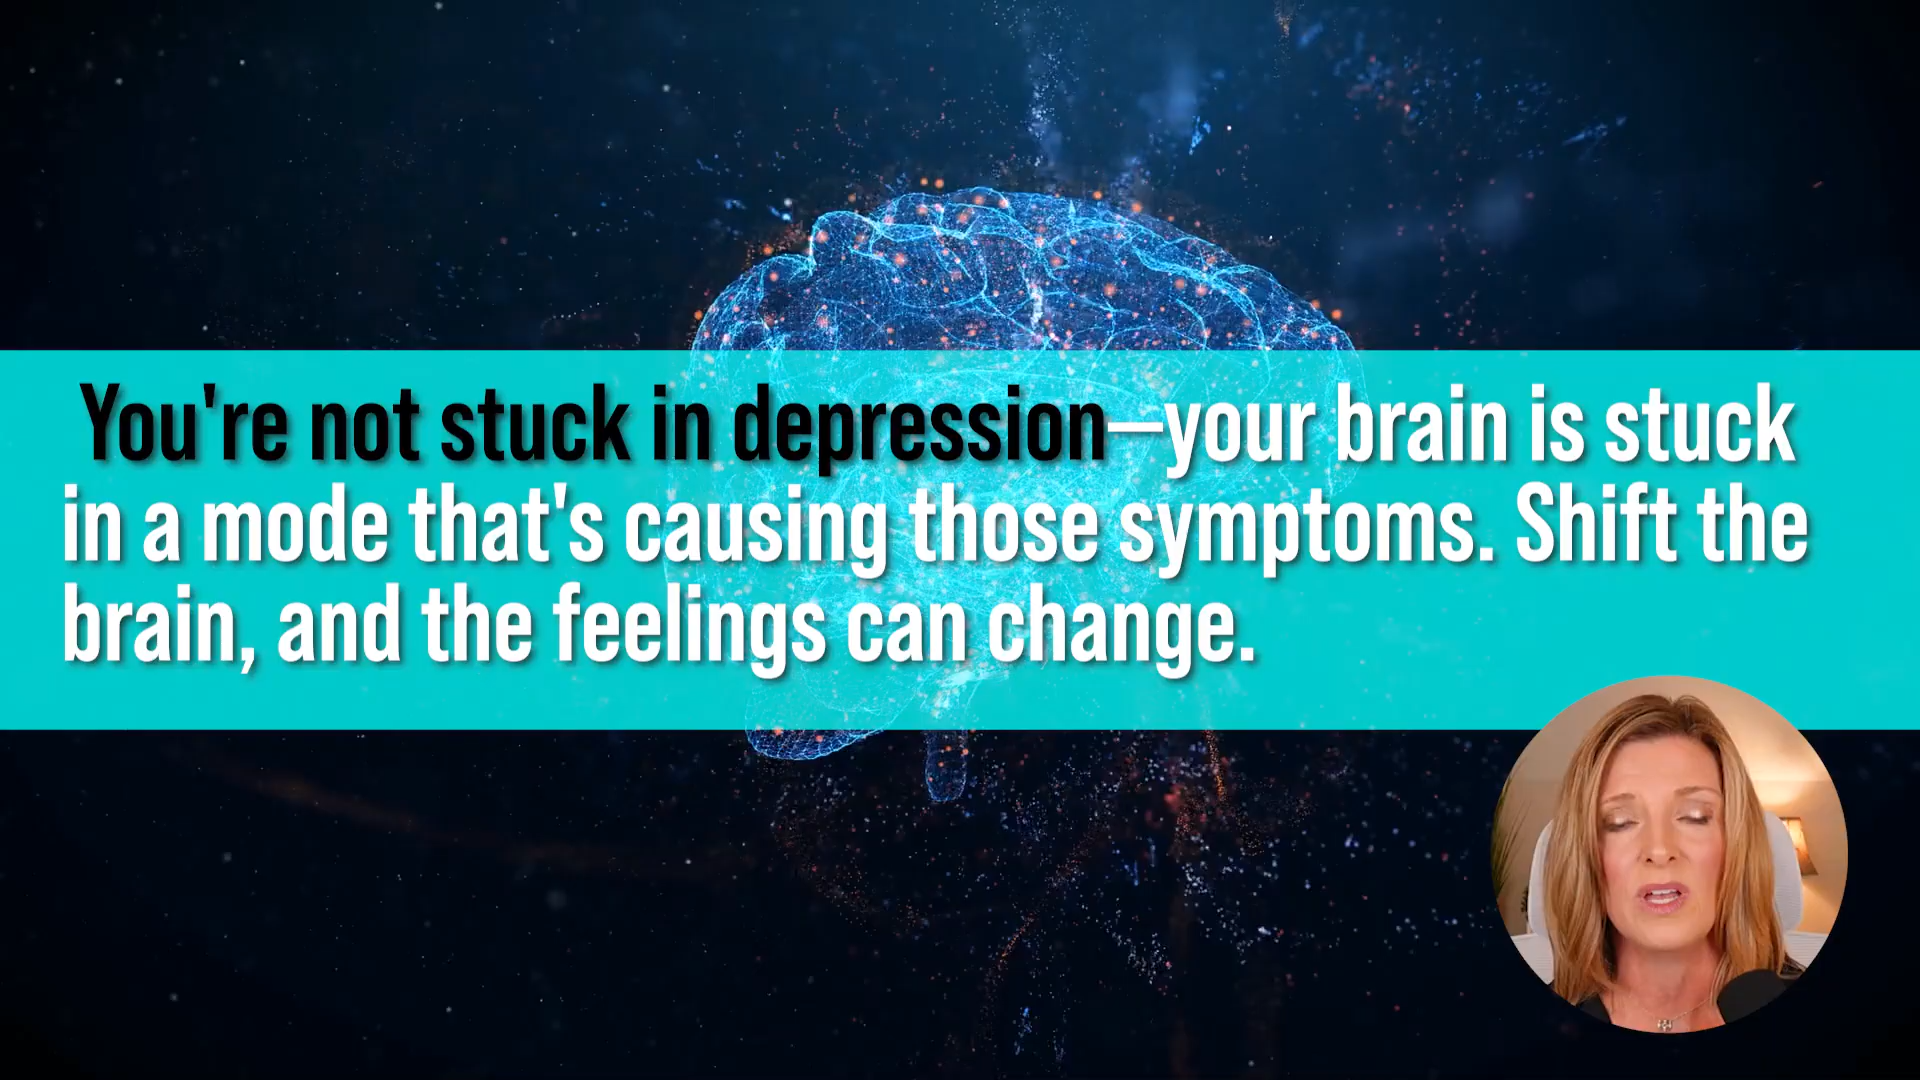 You're not stuck in depression—your brain is stuck
in a mode that's causing those symptoms. Shift the
brain, and the feelings can change.